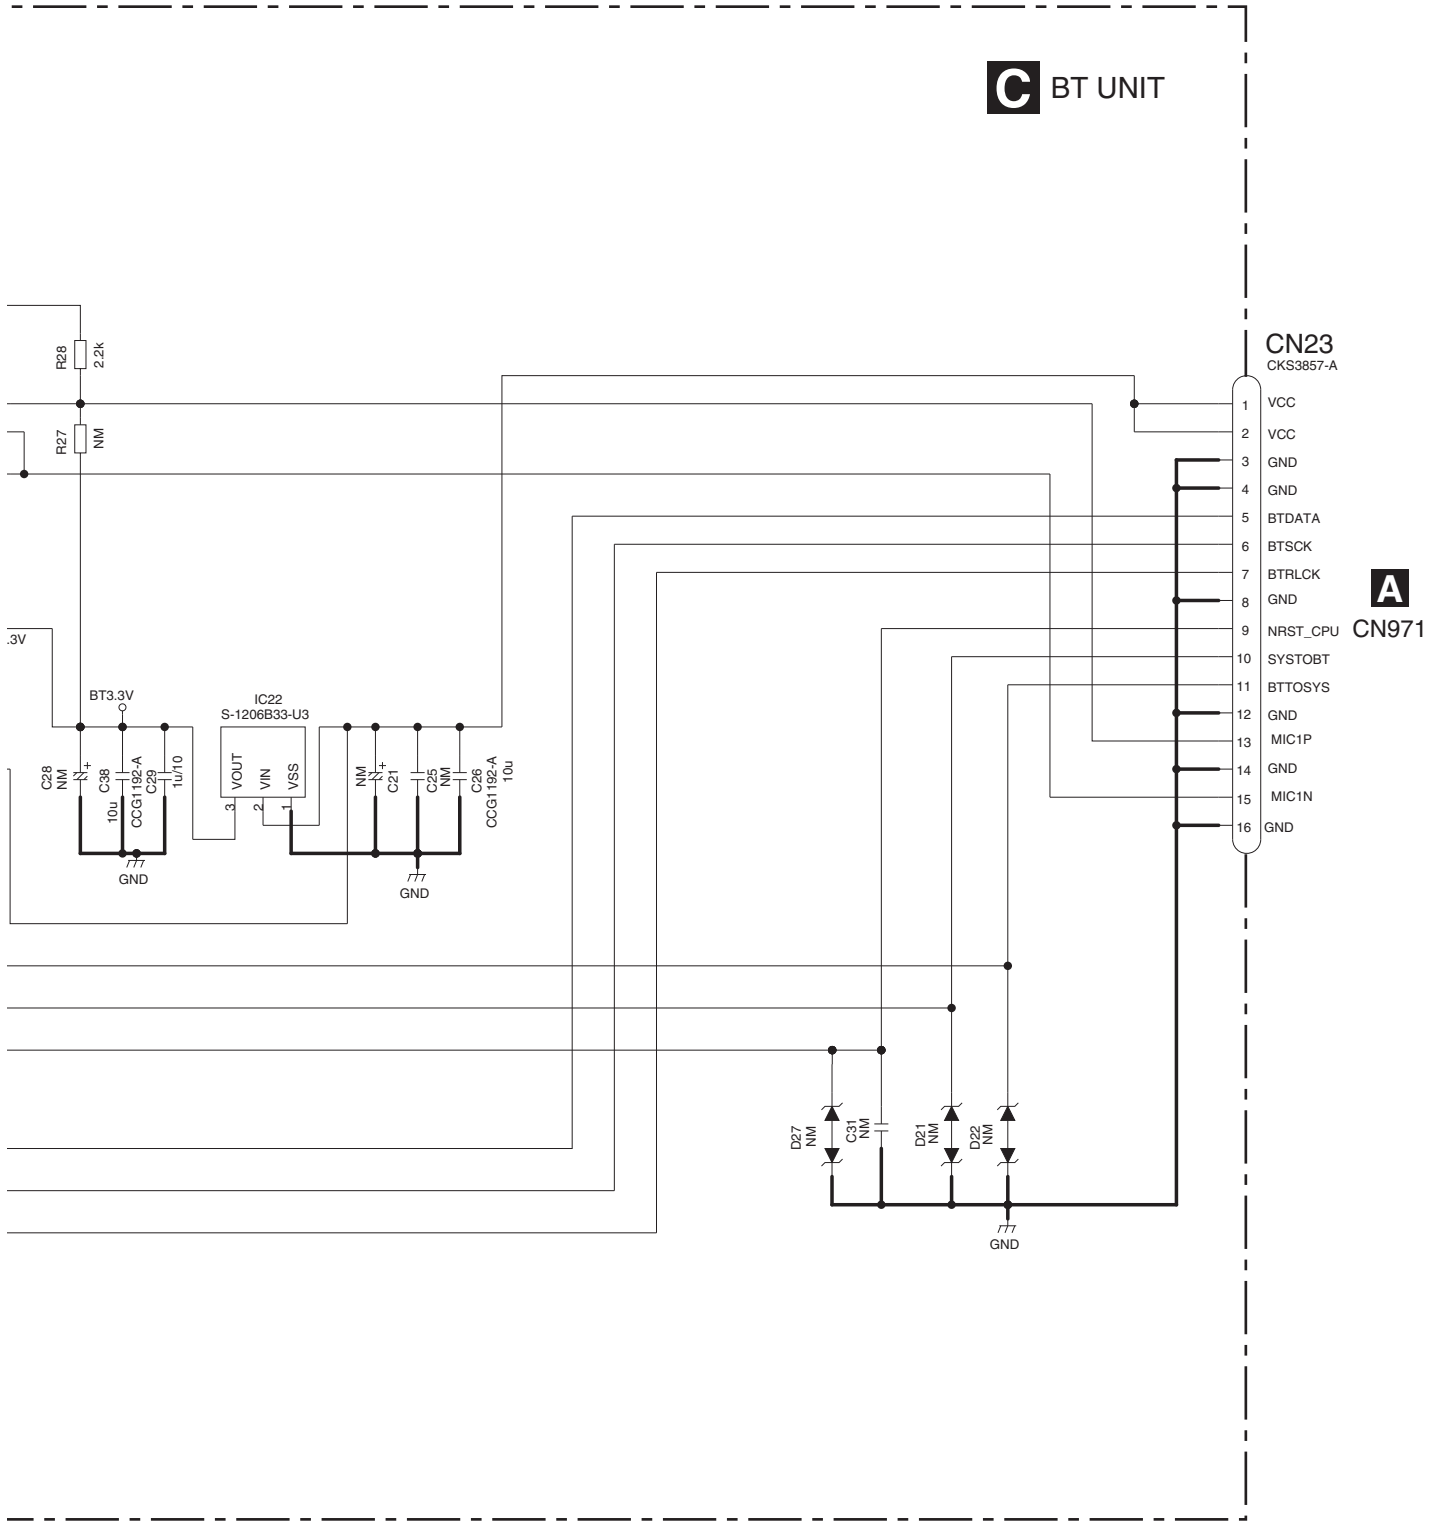 C BT UNIT
CN23
CKS3857-A
R28
2.2k
R27
NM
1 VCC
2 VCC
3 GND
4 GND
5 BTDATA
6 BTSCK
7 BTRLCK
8 GND
9 NRST_CPU
10 SYSTOBT
11 BTTOSYS
12 GND
13 MIC1P
14 GND
15 MIC1N
16 GND
A
CN971
.3V
BT3.3V
IC22
S-1206B33-U3
VOUT
VIN
VSS
3
2
1
C28
NM
+
C38
10u
CCG1192-A
C29
1u/10
GND
NM
+
C21
C25
NM
C26
CCG1192-A
10u
GND
D27
NM
C31
NM
D21
NM
D22
NM
GND